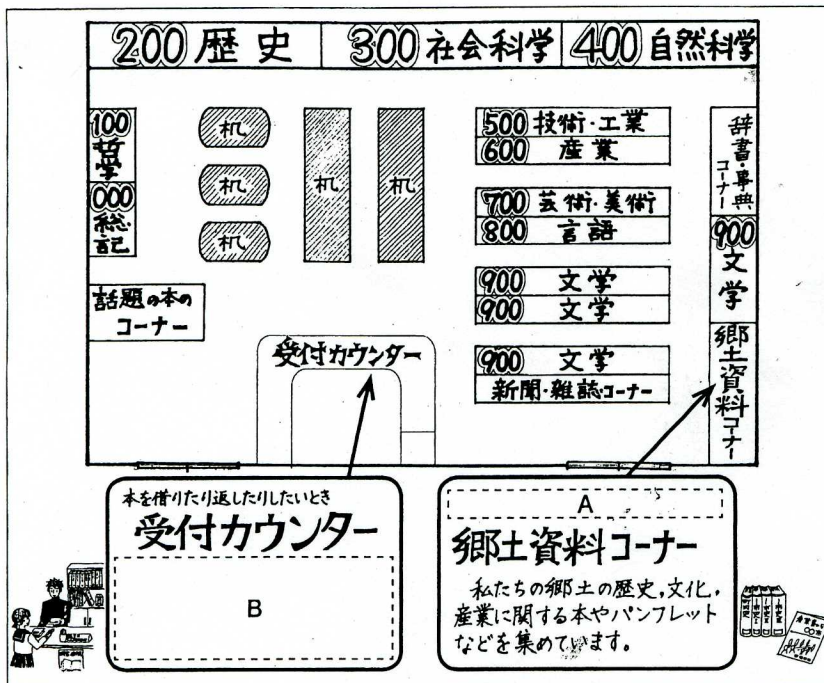 200 歴史
300 社会科学
400 自然科学
100 哲学
000 総記
机
机
机
机
机
500 技術・工業
600 産業
700 芸術・美術
800 言語
900 文学
900 文学
900 文学
新聞・雑誌コーナー
辞書・事典コーナー
900 文学
郷土資料コーナー
話題の本の
コーナー
受付カウンター
本を借りたり返したりしたいとき
受付カウンター
B
A
郷土資料コーナー
私たちの郷土の歴史,文化,
産業に関する本やパンフレット
などを集めています。